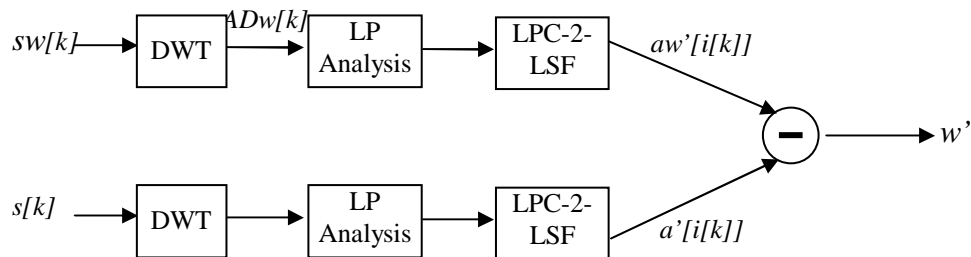 sw[k]
DWT
ADw[k]
LP
Analysis
LPC-2-
LSF
aw’[i[k]]
w’
s[k]
DWT
LP
Analysis
LPC-2-
LSF
a’[i[k]]